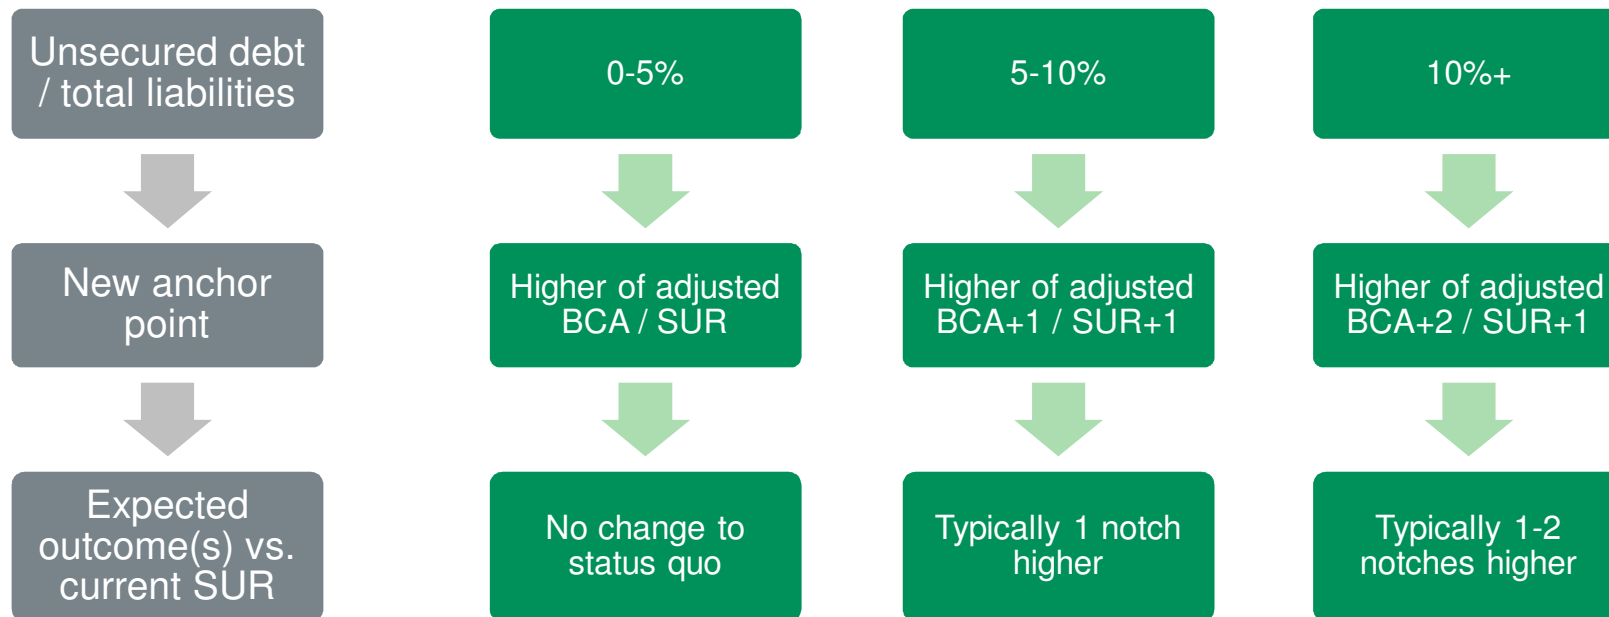 Unsecured debt
/ total liabilities
0-5%
5-10%
10%+
New anchor
point
Higher of adjusted
BCA / SUR
Higher of adjusted
BCA+1 / SUR+1
Higher of adjusted
BCA+2 / SUR+1
Expected
outcome(s) vs.
current SUR
No change to
status quo
Typically 1 notch
higher
Typically 1-2
notches higher